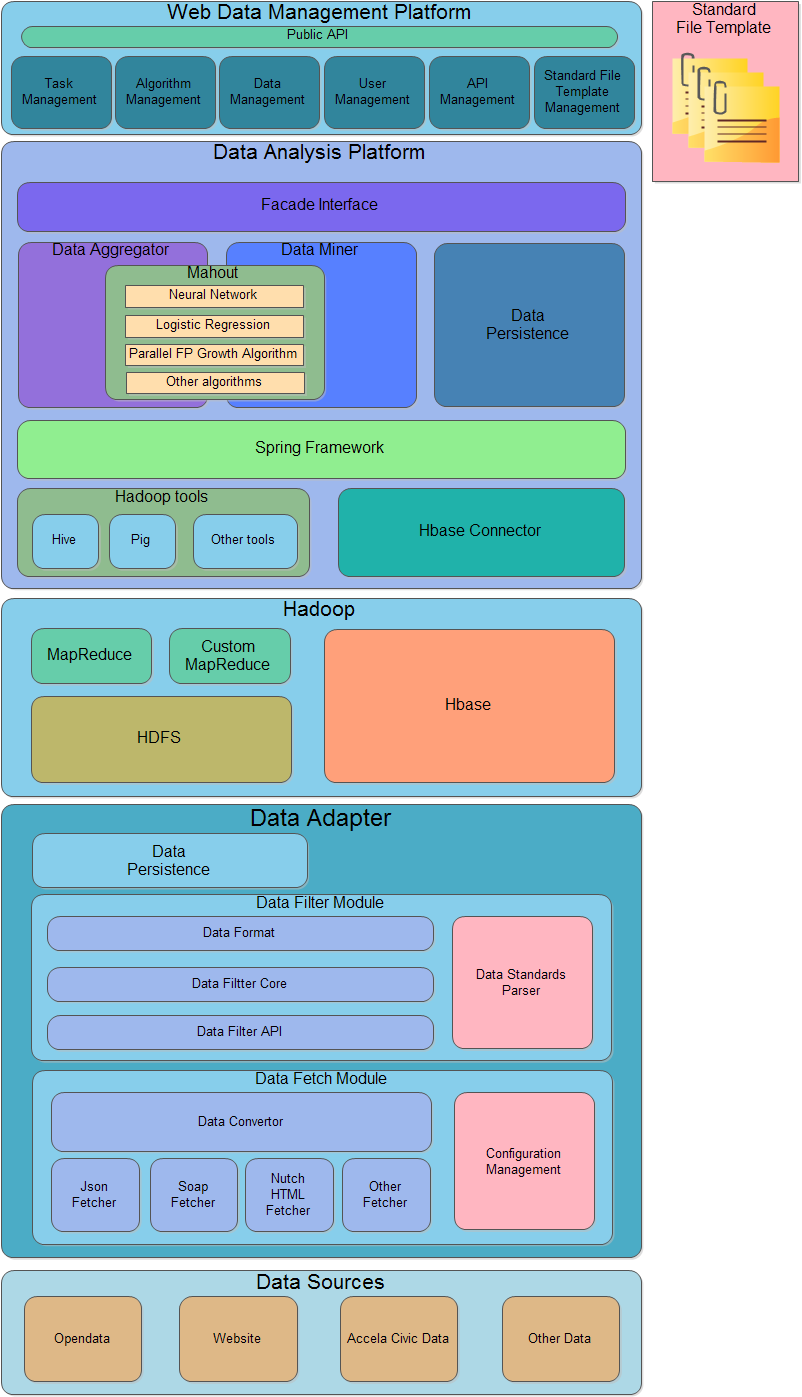 Web Data Management Platform
Public API
Task
Management
Algorithm
Management
Data
Management
User
Management
API
Management
Standard File
Template
Management
Standard
File Template
Data Analysis Platform
Facade Interface
Data Aggregator
Data Miner
Mahout
Neural Network
Logistic Regression
Parallel FP Growth Algorithm
Other algorithms
Data
Persistence
Spring Framework
Hadoop tools
Hive
Pig
Other tools
Hbase Connector
Hadoop
MapReduce
Custom
MapReduce
HDFS
Hbase
Data Adapter
Data
Persistence
Data Filter Module
Data Format
Data Filtter Core
Data Filter API
Data Standards
Parser
Data Fetch Module
Data Convertor
Json
Fetcher
Soap
Fetcher
Nutch
HTML
Fetcher
Other
Fetcher
Configuration
Management
Data Sources
Opendata
Website
Accela Civic Data
Other Data